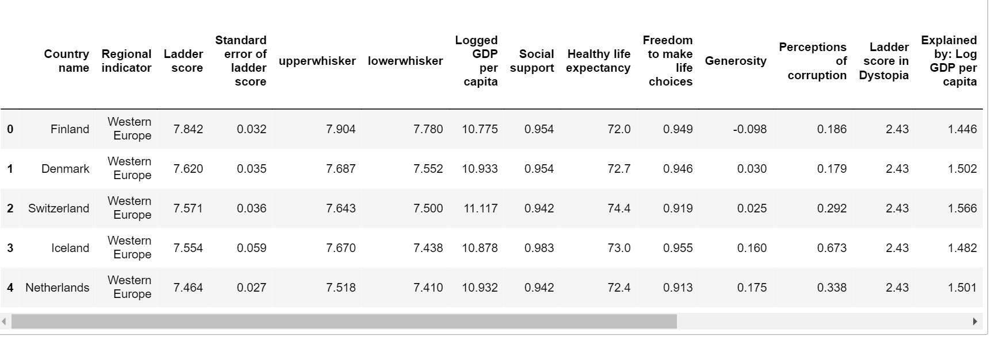 Country name Regional indicator Ladder score Standard error of ladder score upperwhisker lowerwhisker Logged GDP per capita Social support Healthy life expectancy Freedom to make life choices Generosity Perceptions of corruption Ladder score in Dystopia Explained by: Log GDP per capita
0 Finland Western Europe 7.842 0.032 7.904 7.780 10.775 0.954 72.0 0.949 -0.098 0.186 2.43 1.446
1 Denmark Western Europe 7.620 0.035 7.687 7.552 10.933 0.954 72.7 0.946 0.030 0.179 2.43 1.502
2 Switzerland Western Europe 7.571 0.036 7.643 7.500 11.117 0.942 74.4 0.919 0.025 0.292 2.43 1.566
3 Iceland Western Europe 7.554 0.059 7.670 7.438 10.878 0.983 73.0 0.955 0.160 0.673 2.43 1.482
4 Netherlands Western Europe 7.464 0.027 7.518 7.410 10.932 0.942 72.4 0.913 0.175 0.338 2.43 1.501